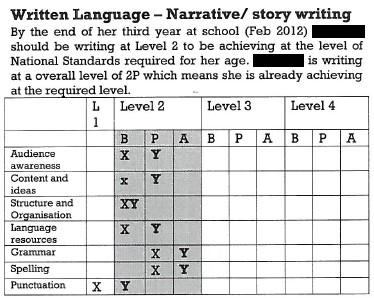 Written Language – Narrative/ story writing
By the end of her third year at school (Feb 2012)
should be writing at Level 2 to be achieving at the level of
National Standards required for her age. is writing
at a overall level of 2P which means she is already achieving
at the required level.
L 1 Level 2 Level 3 Level 4
B P A B P A B P A
Audience awareness X Y
Content and ideas x Y
Structure and Organisation XY
Language resources X Y
Grammar X Y
Spelling X Y
Punctuation X Y